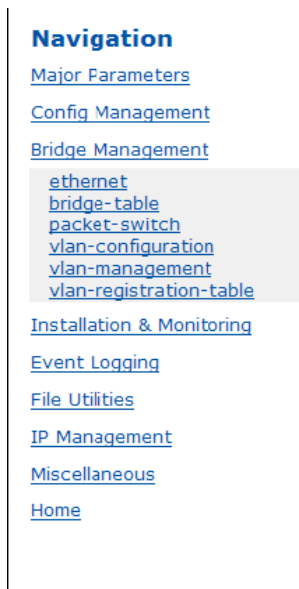 Navigation
Major Parameters
Config Management
Bridge Management
ethernet
bridge-table
packet-switch
vlan-configuration
vlan-management
vlan-registration-table
Installation & Monitoring
Event Logging
File Utilities
IP Management
Miscellaneous
Home